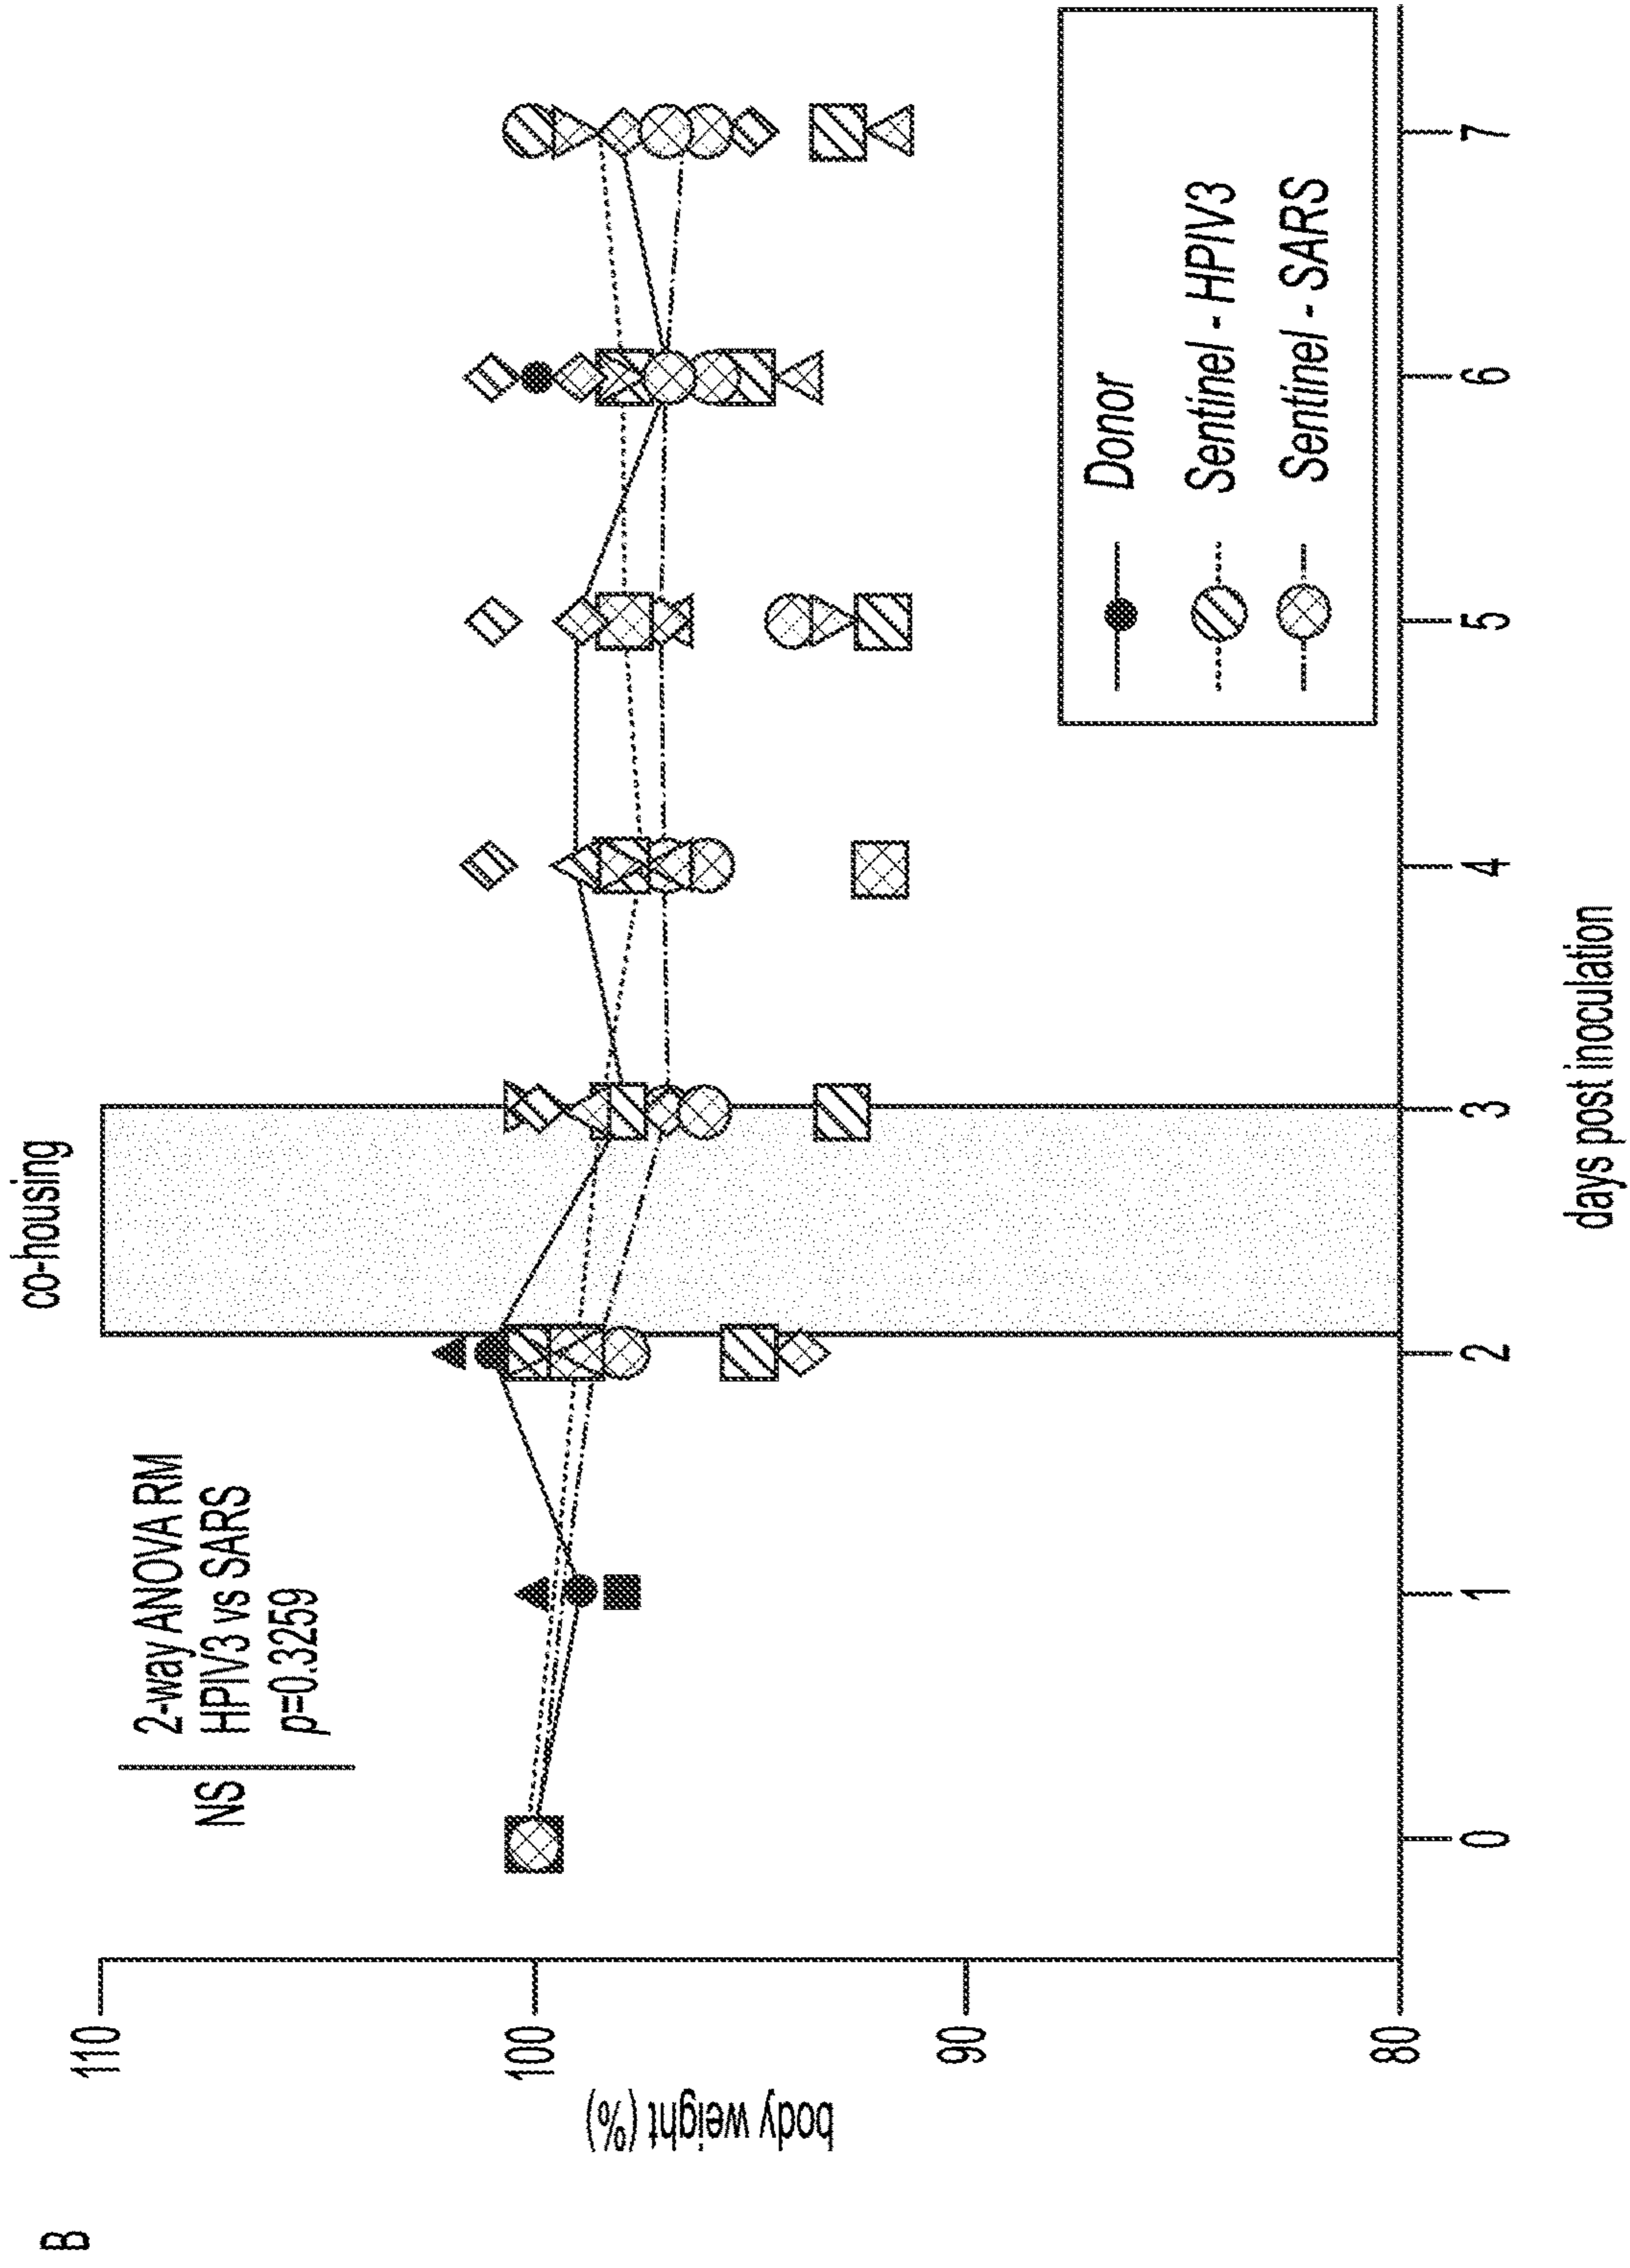 B
co-housing
NS
2-way ANOVA RM
HPIV3 vs SARS
p=0.3259
110
100
90
80
body weight (%)
0
1
2
3
4
5
6
7
days post inoculation
Donor
Sentinel - HPIV3
Sentinel - SARS